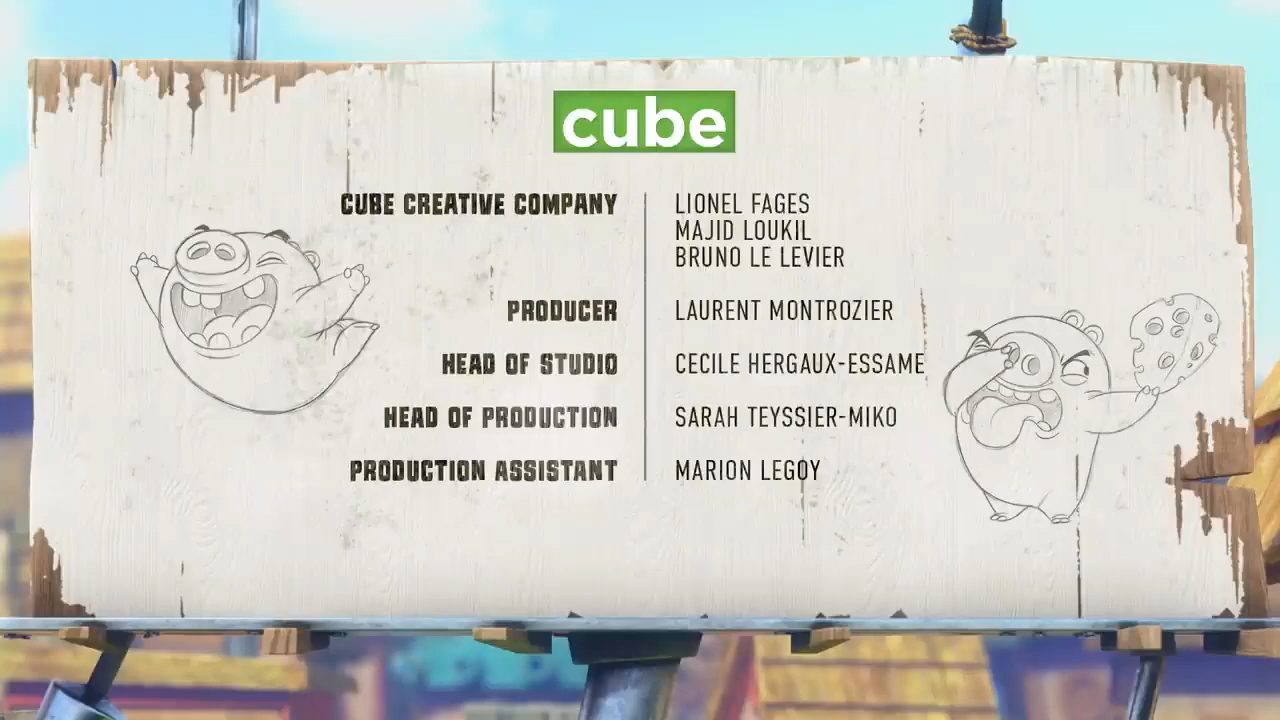 cube
CUBE CREATIVE COMPANY LIONEL FAGES
MAJID LOUKIL
BRUNO LE LEVIER
PRODUCER LAURENT MONTROZIER
HEAD OF STUDIO CECILE HERGAUX-ESSAME
HEAD OF PRODUCTION SARAH TEYSSIER-MIKO
PRODUCTION ASSISTANT MARION LEGOY